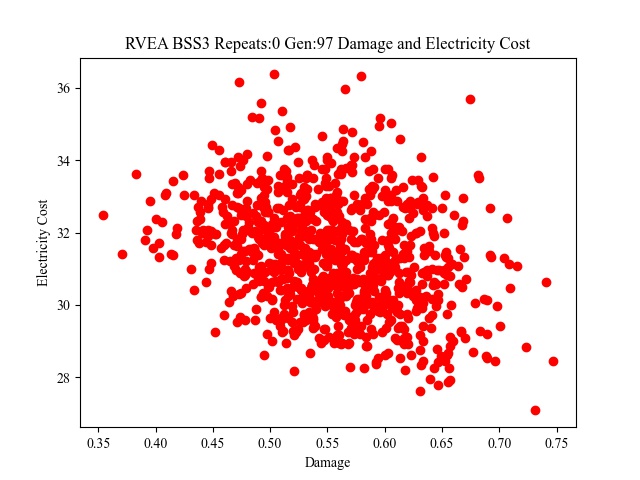 RVEA BSS3 Repeats:0 Gen:97 Damage and Electricity Cost
36
34
32
30
28
Electricity Cost
0.35 0.40 0.45 0.50 0.55 0.60 0.65 0.70 0.75
Damage